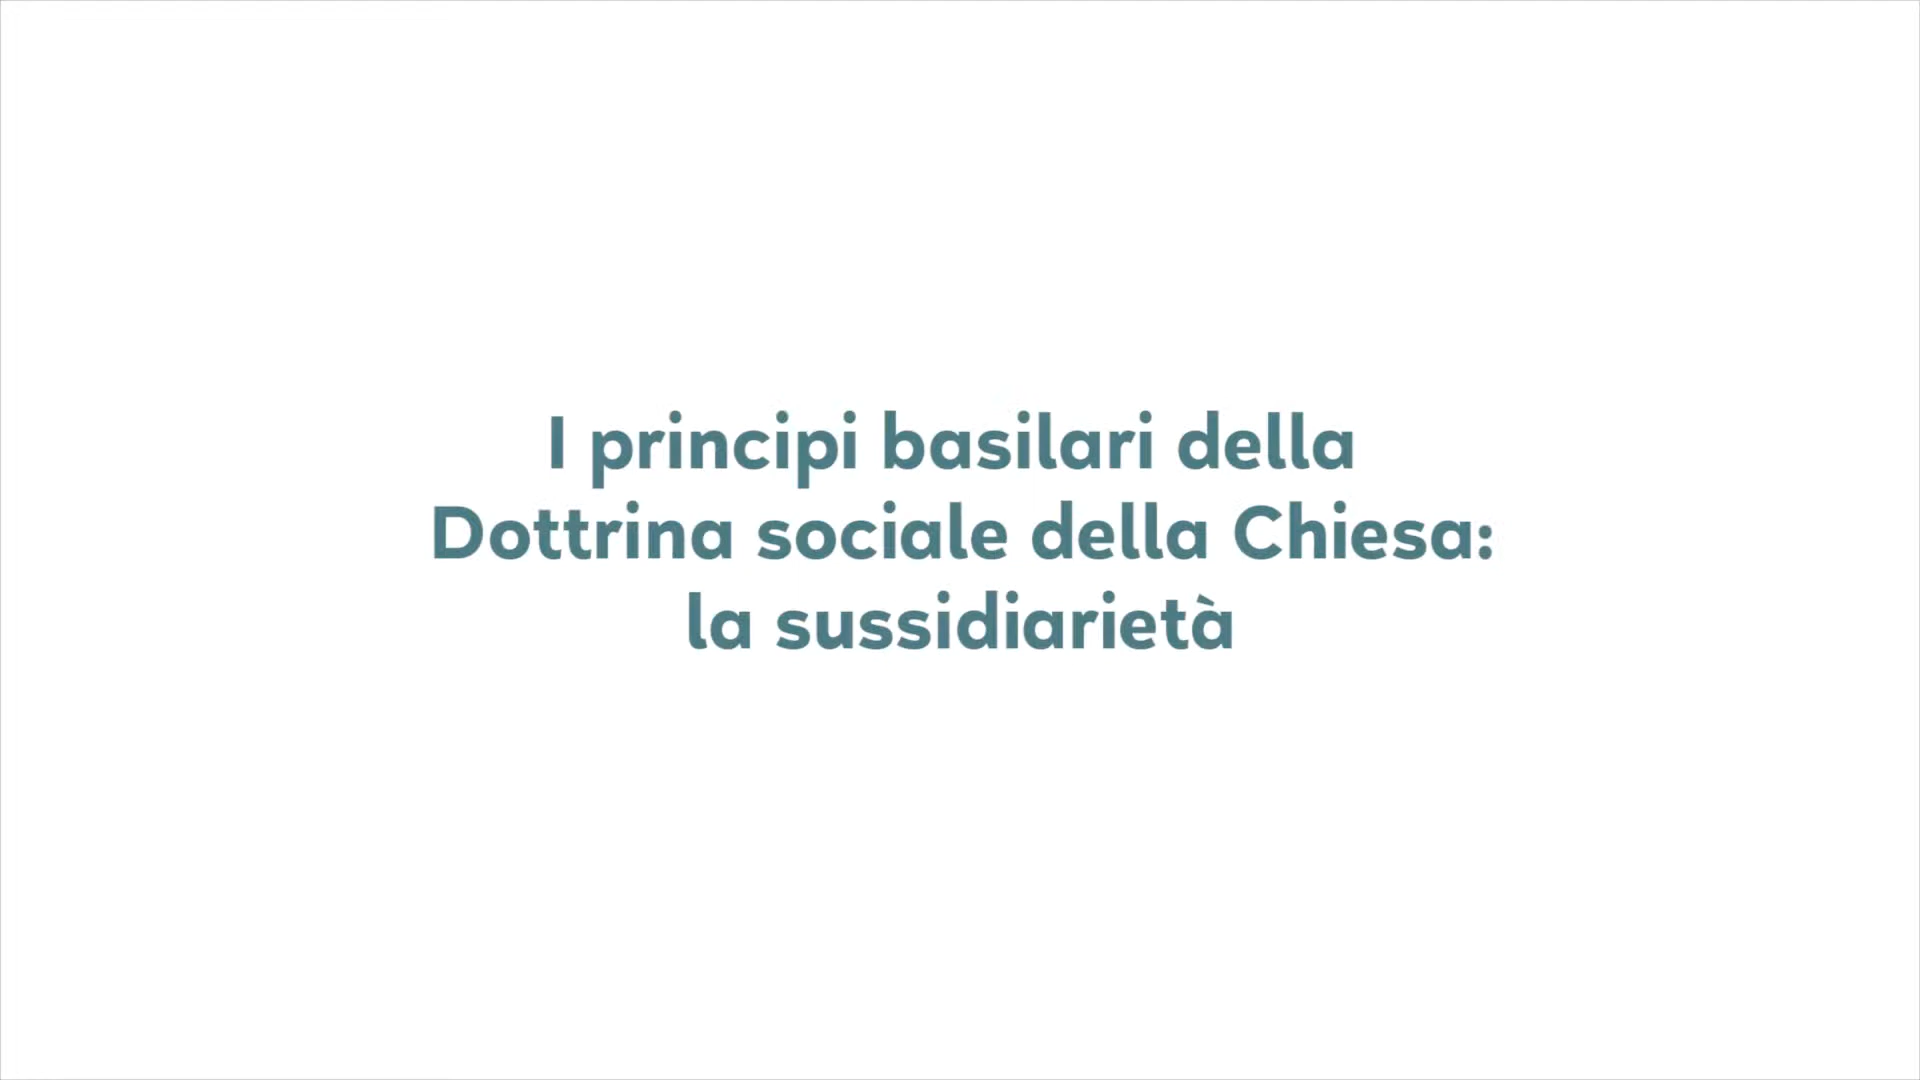 I principi basilari della
Dottrina sociale della Chiesa:
la sussidiarietà